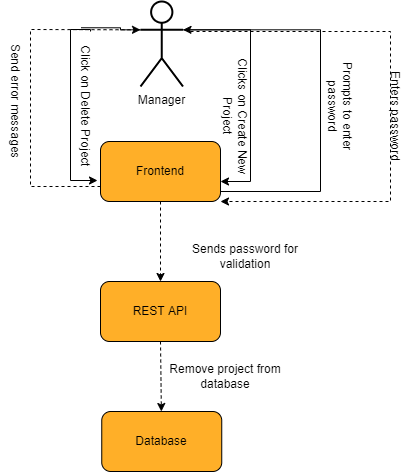 Send error messages
Click on Delete Project
Manager
Clicks on Create New
Project
Prompts to enter
password
Enters password
Frontend
Sends password for
validation
REST API
Remove project from
database
Database